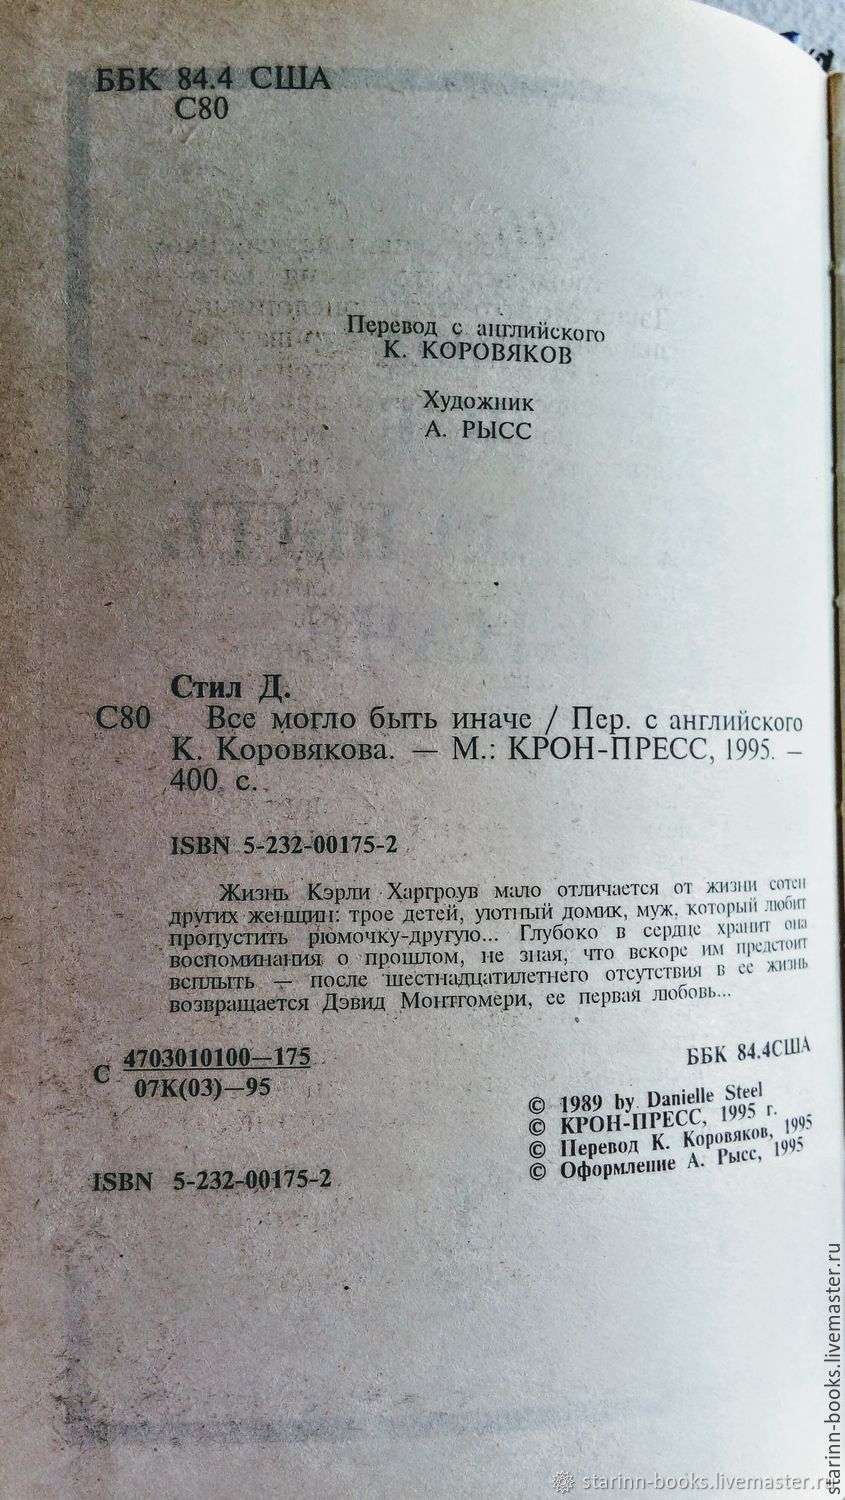 ББК 84.4 США
С80
Перевод с английского
К. КОРОВЯКОВ
Художник
А. РЫСС
Стил Д.
С80 Все могло быть иначе / Пер. с английского
К. Коровякова. — М.: КРОН-ПРЕСС, 1995. –
400 с.
ISBN 5-232-00175-2
Жизнь Кэрли Харгроув мало отличается от жизни сотен
других женщин: трое детей, уютный домик, муж, который любит
пропустить рюмочку-другую... Глубоко в сердце хранит она
воспоминания о прошлом, не зная, что вскоре им предстоит
всплыть — после шестнадцатилетнего отсутствия в ее жизнь
возвращается Дэвид Монтгомери, ее первая любовь...
С 4703010100—175
07К(03)—95
ББК 84.4США
© 1989 by Danielle Steel
© КРОН-ПРЕСС, 1995 г.
© Перевод К. Коровяков, 1995
© Оформление А. Рысс, 1995
ISBN 5-232-00175-2
starinn-books.livemaster.ru
starinn-books.livemaster.r